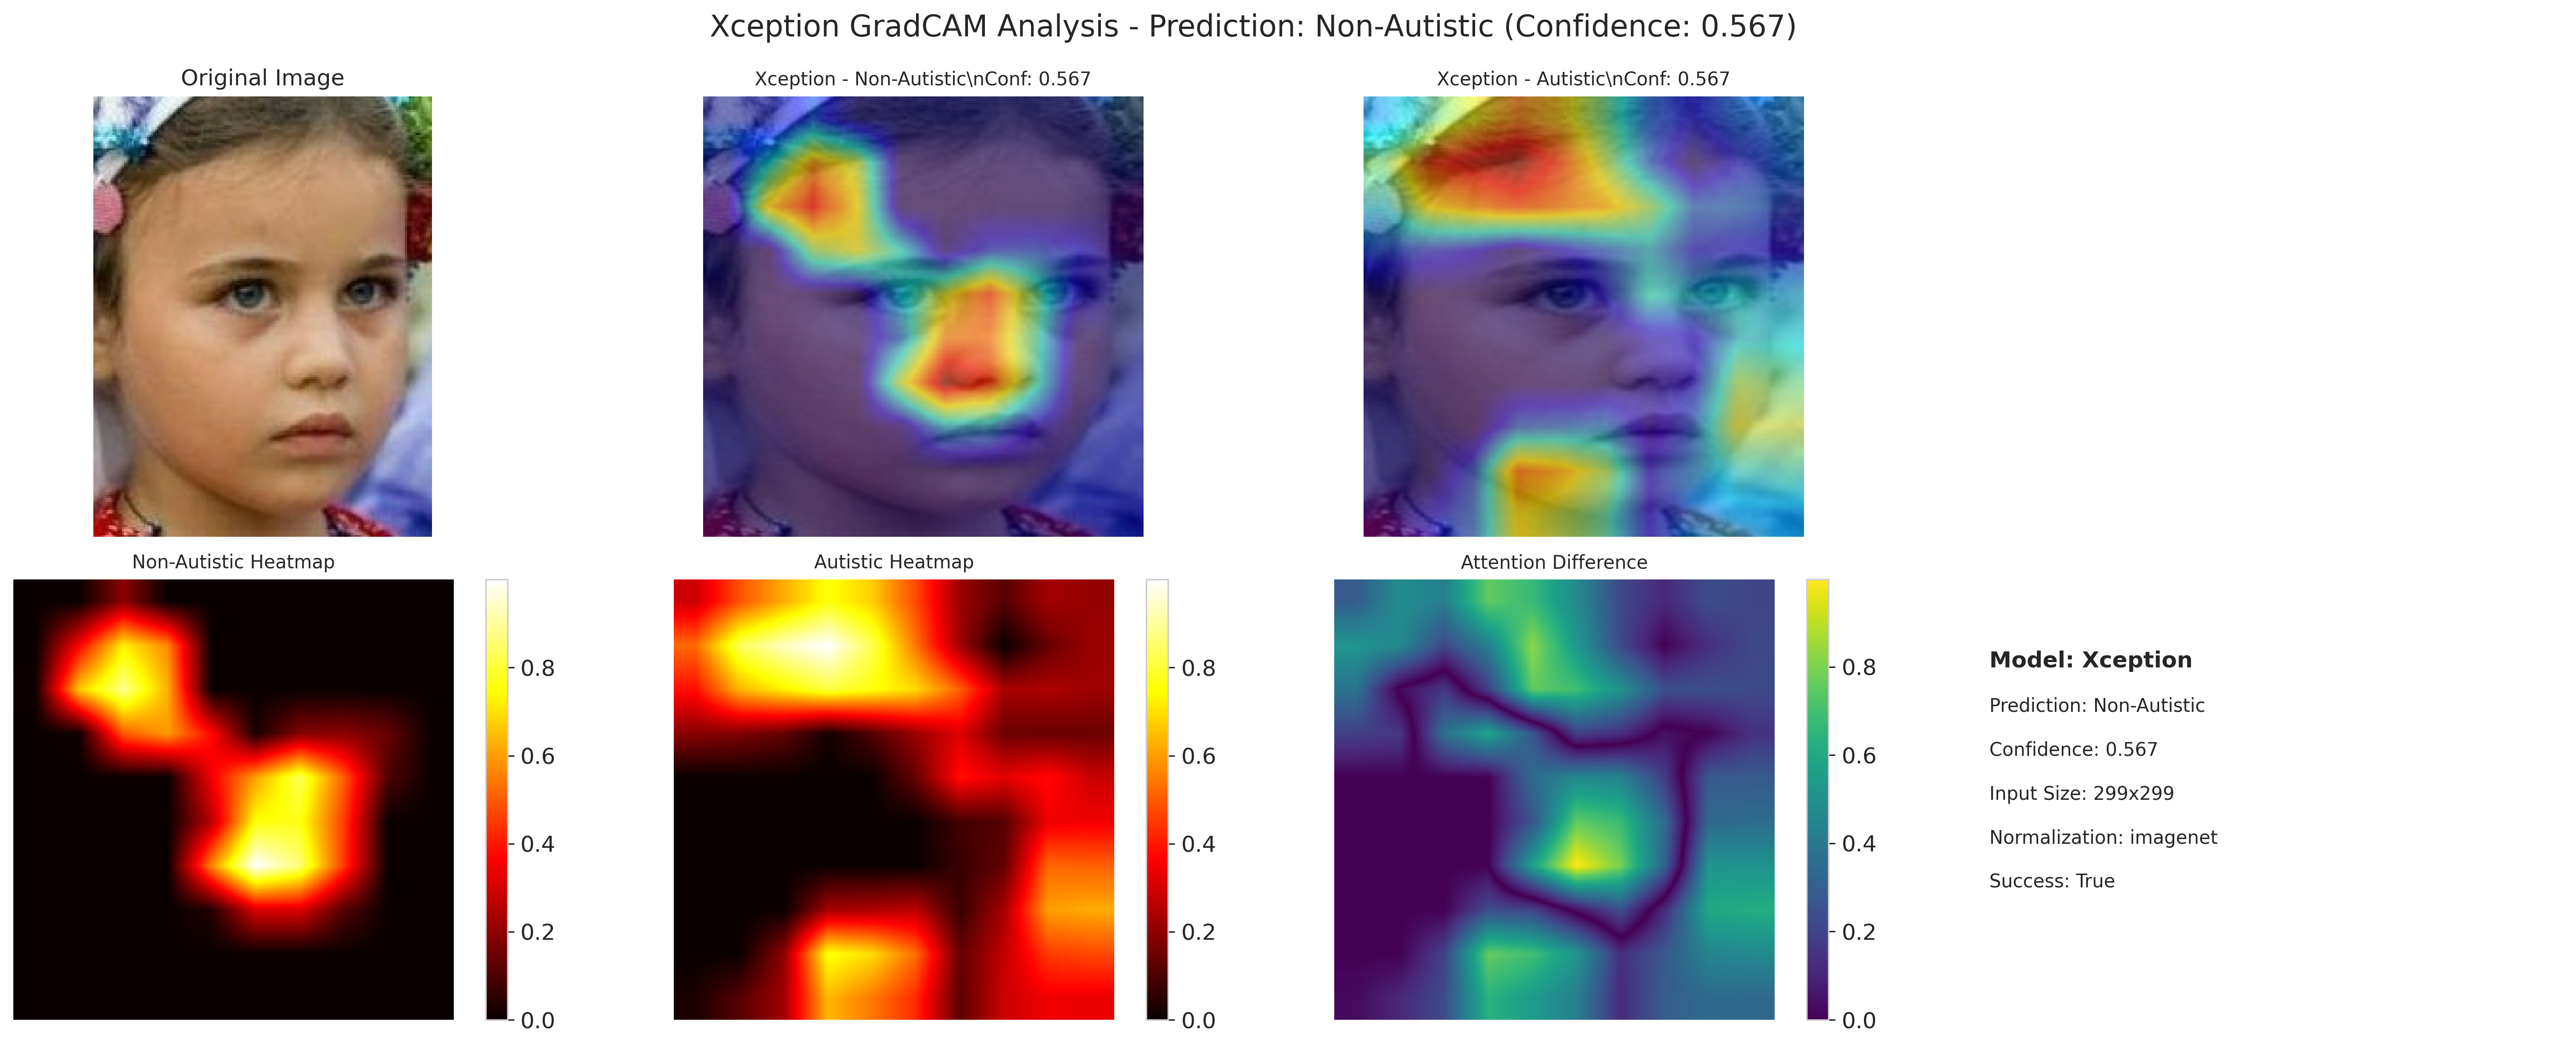 Xception GradCAM Analysis - Prediction: Non-Autistic (Confidence: 0.567)
Original Image
Xception - Non-Autistic\nConf: 0.567
Xception - Autistic\nConf: 0.567
Non-Autistic Heatmap
0.8
0.6
0.4
0.2
0.0
Autistic Heatmap
0.8
0.6
0.4
0.2
0.0
Attention Difference
0.8
0.6
0.4
0.2
0.0
Model: Xception
Prediction: Non-Autistic
Confidence: 0.567
Input Size: 299x299
Normalization: imagenet
Success: True